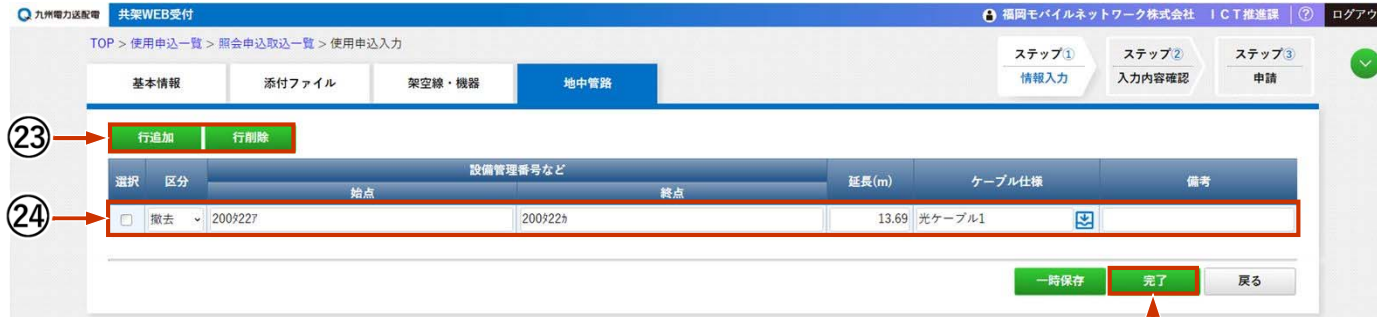 九州電力送配電 共架WEB受付 福岡モバイルネットワーク株式会社 ICT推進課 ? ログアウ
TOP > 使用申込一覧 > 照会申込取込一覧 > 使用申込入力
ステップ① ステップ② ステップ③
情報入力 入力内容確認 申請
基本情報 添付ファイル 架空線・機器 地中管路
㉓ 行追加 行削除
選択 区分 設備管理番号など 延長(m) ケーブル仕様 備考
始点 終点
㉔ 撤去 200ﾀ22ｱ 200ﾀ22ｶ 13.69 光ケーブル1
一時保存 完了 戻る